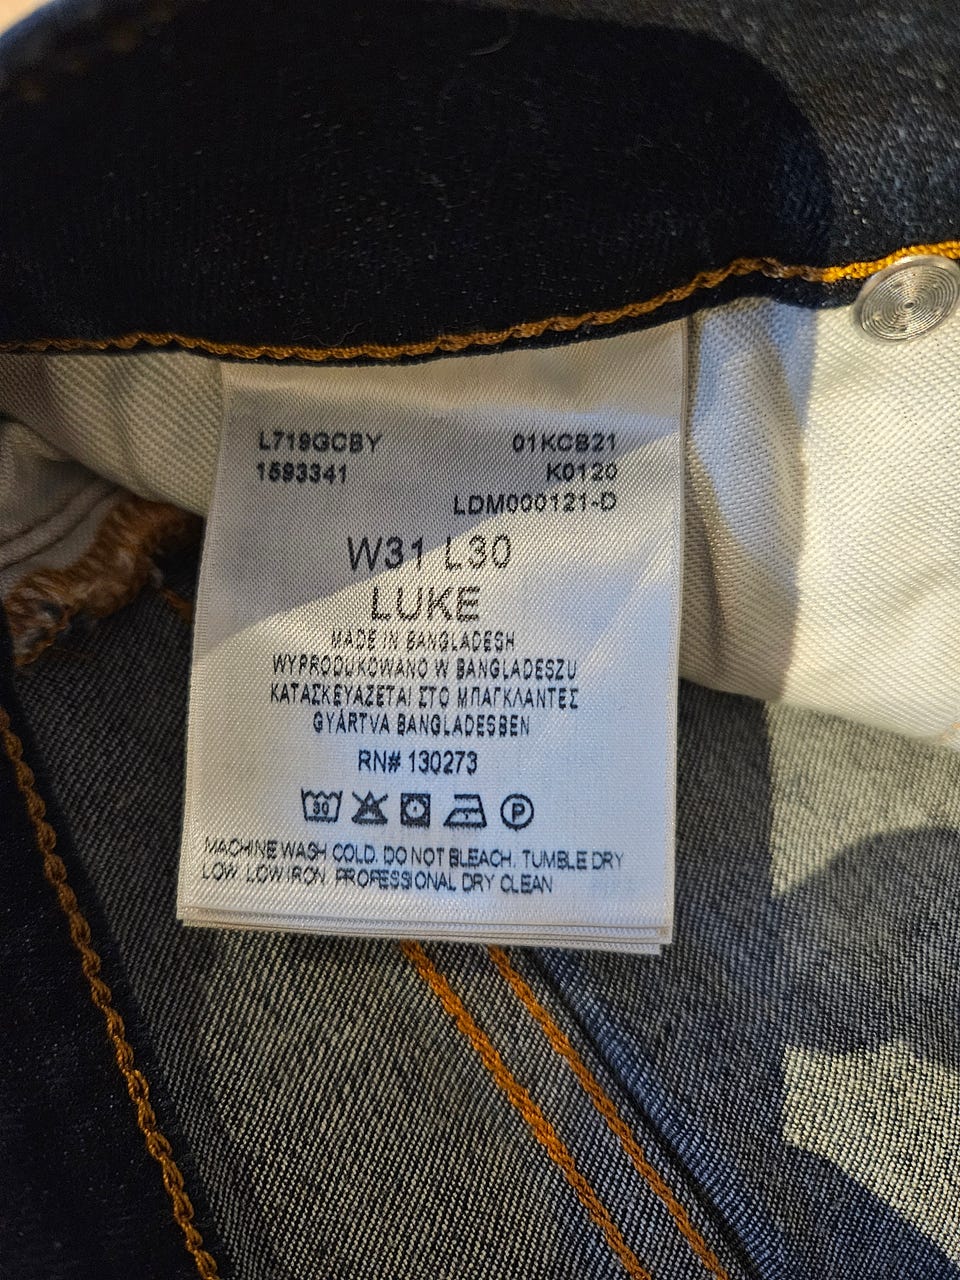 L719GCBY 01KCB21
1593341 K0120
LDM000121-D
W31 L30
LUKE
MADE IN BANGLADESH
WYPRODUKOWANO W BANGLADESZU
ΚΑΤΑΣΚΕΥΑΖΕΤΑΙ ΣΤΟ ΜΠΑΓΚΛΑΝΤΕΣ
GYÁRTVA BANGLADESBEN
RN# 130273
30 P
MACHINE WASH COLD. DO NOT BLEACH. TUMBLE DRY
LOW. LOW IRON. PROFESSIONAL DRY CLEAN